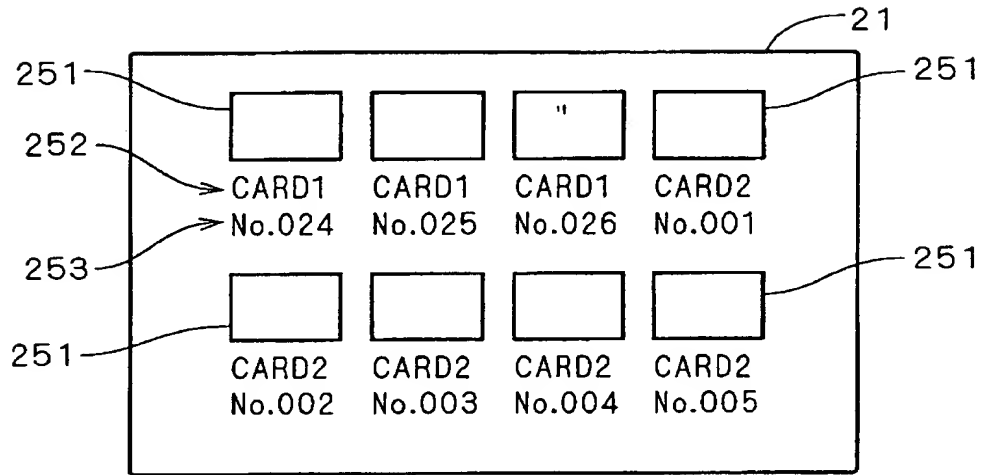 21
251 251
252 CARD1 CARD1 CARD1 CARD2
253 No.024 No.025 No.026 No.001
251 251
CARD2 CARD2 CARD2 CARD2
No.002 No.003 No.004 No.005